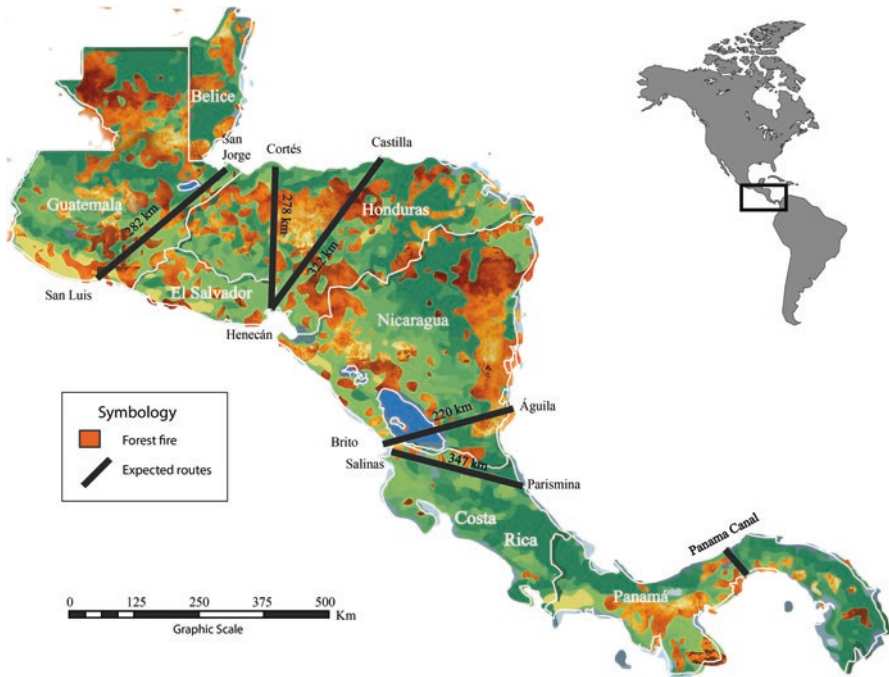 Belice
San
Jorge
Cortés
Castilla
Guatemala
282 km
278 km
322 km
Honduras
San Luis
El Salvador
Henecán
Nicaragua
Symbology
Forest fire
Expected routes
220 km
Águila
Brito
Salinas
347 km
Parismina
Costa
Rica
Panama Canal
Panamá
0 125 250 375 500
Km
Graphic Scale